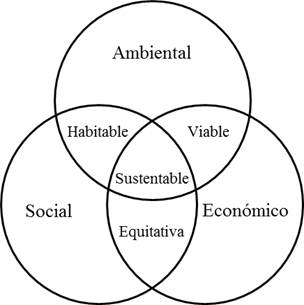 Ambiental
Habitable
Viable
Sustentable
Social
Económico
Equitativa